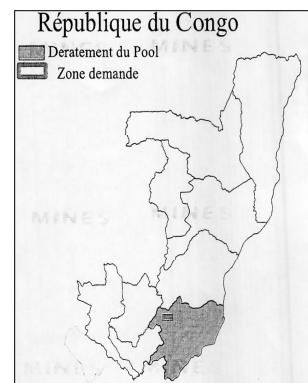 République du Congo
Deratement du Pool
Zone demande
MINES
MINES
MINES